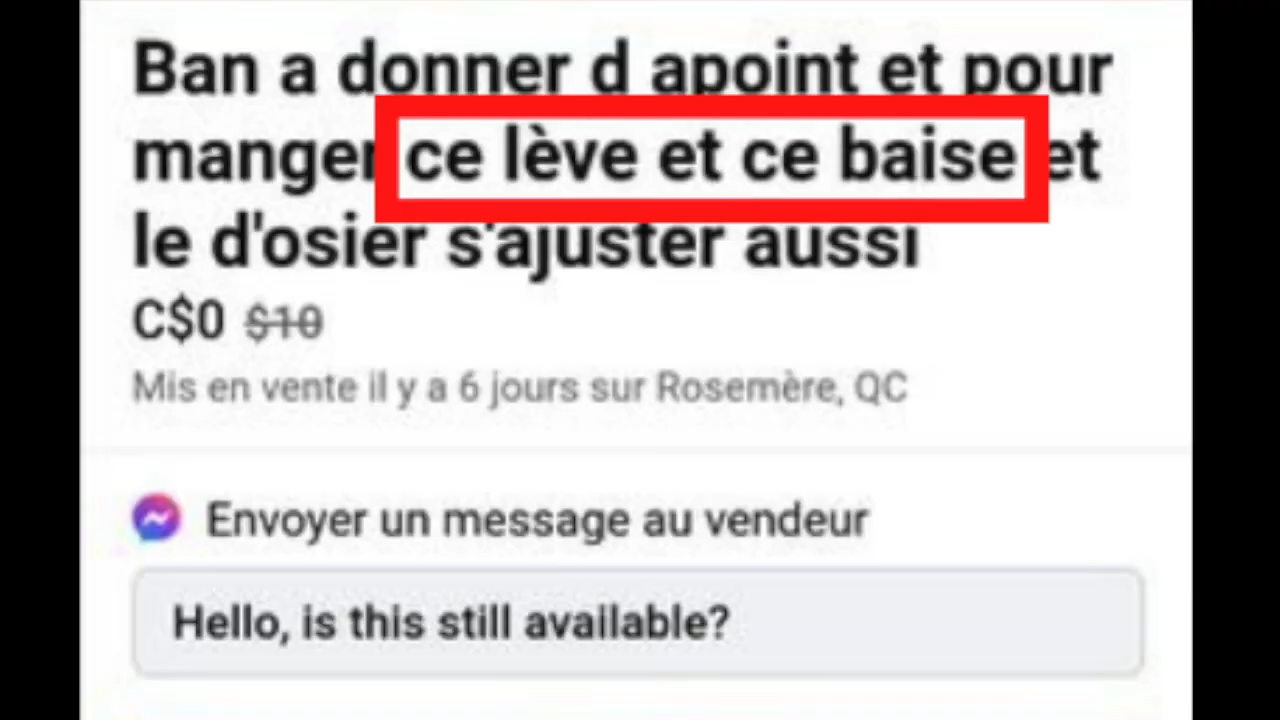 Ban a donner d apoint et pour
manger ce lève et ce baise et
le d'osier s'ajuster aussi
C$0 $10
Mis en vente il y a 6 jours sur Rosemère, QC
Envoyer un message au vendeur
Hello, is this still available?